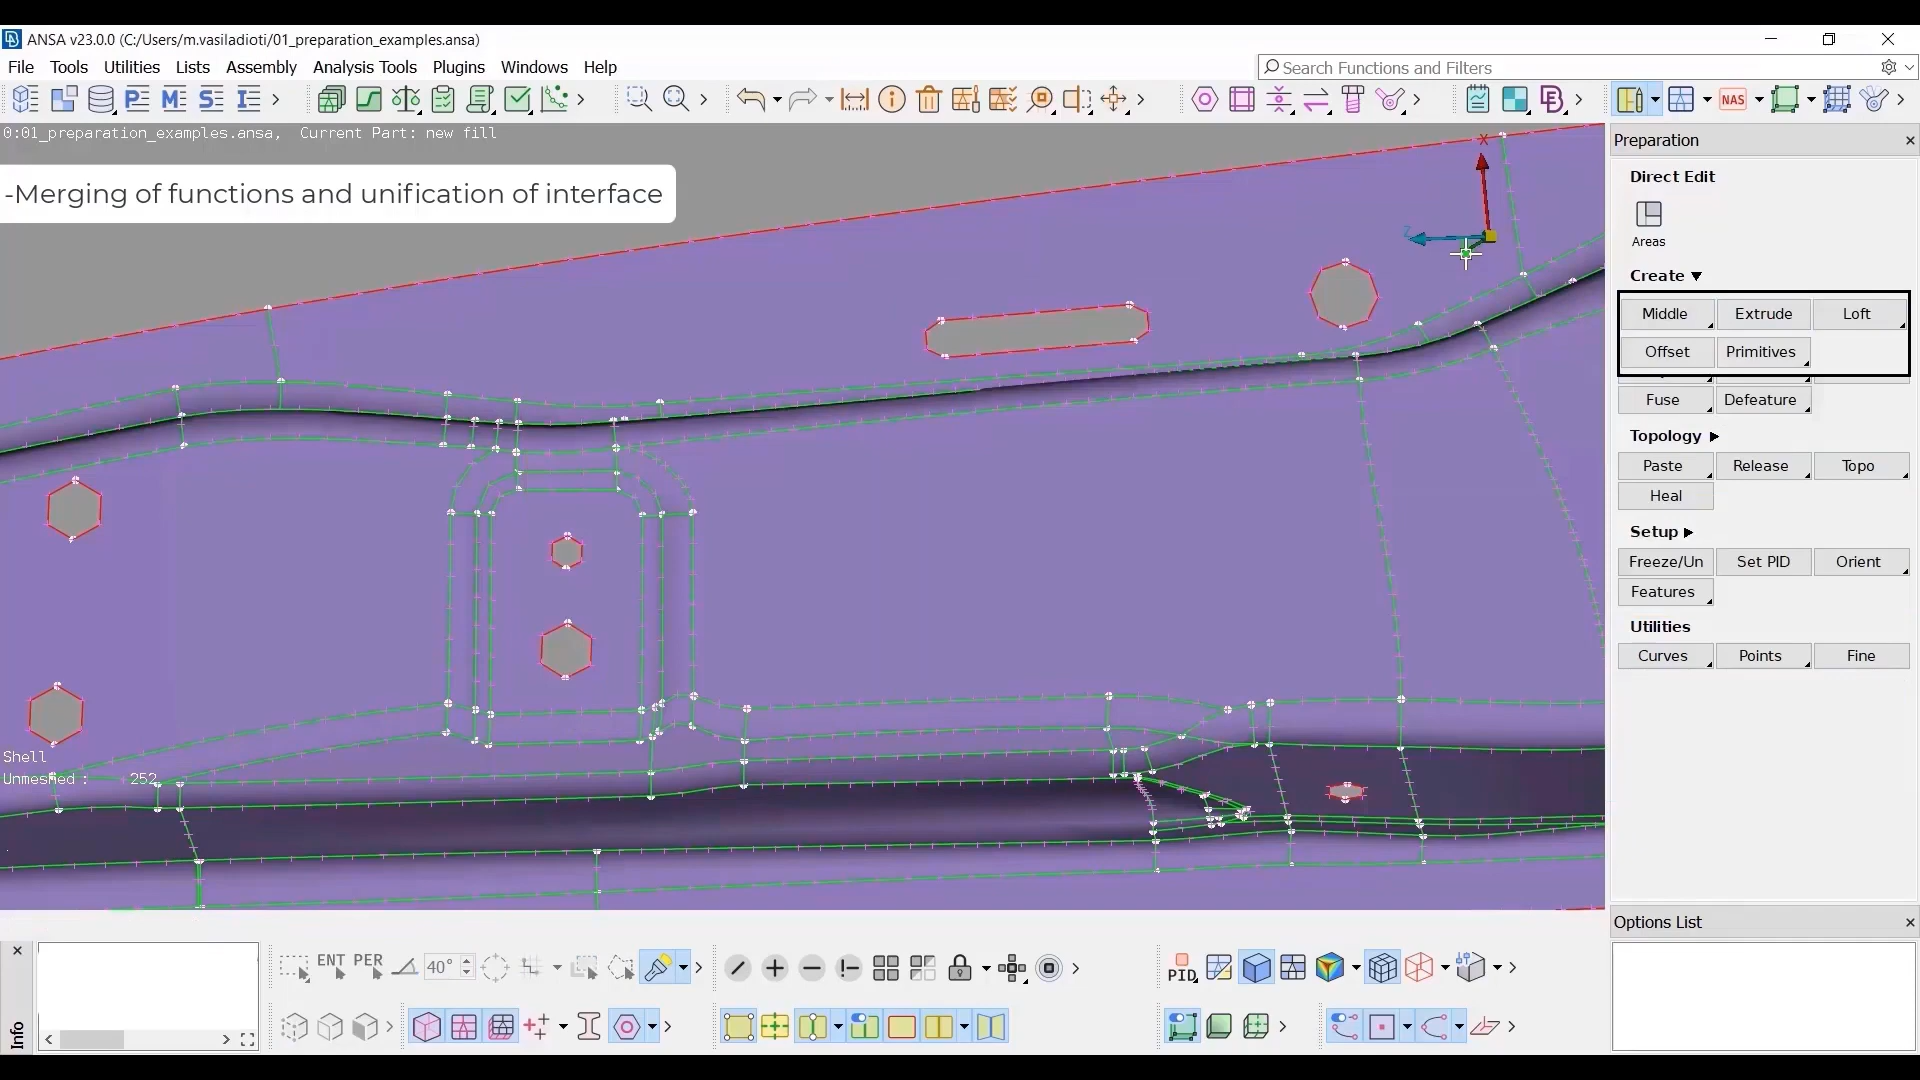 ANSA v23.0.0 (C:/Users/m.vasiladioti/01_preparation_examples.ansa)
File Tools Utilities Lists Assembly Analysis Tools Plugins Windows Help
Search Functions and Filters
NAS
0:01_preparation_examples.ansa, Current Part: new fill
-Merging of functions and unification of interface
X
Z
Shell
Unmeshed : 252
Preparation
Direct Edit
Areas
Create
Middle Extrude Loft
Offset Primitives
Fuse Defeature
Topology
Paste Release Topo
Heal
Setup
Freeze/Un Set PID Orient
Features
Utilities
Curves Points Fine
Options List
Info
ENT PER 40°
PID